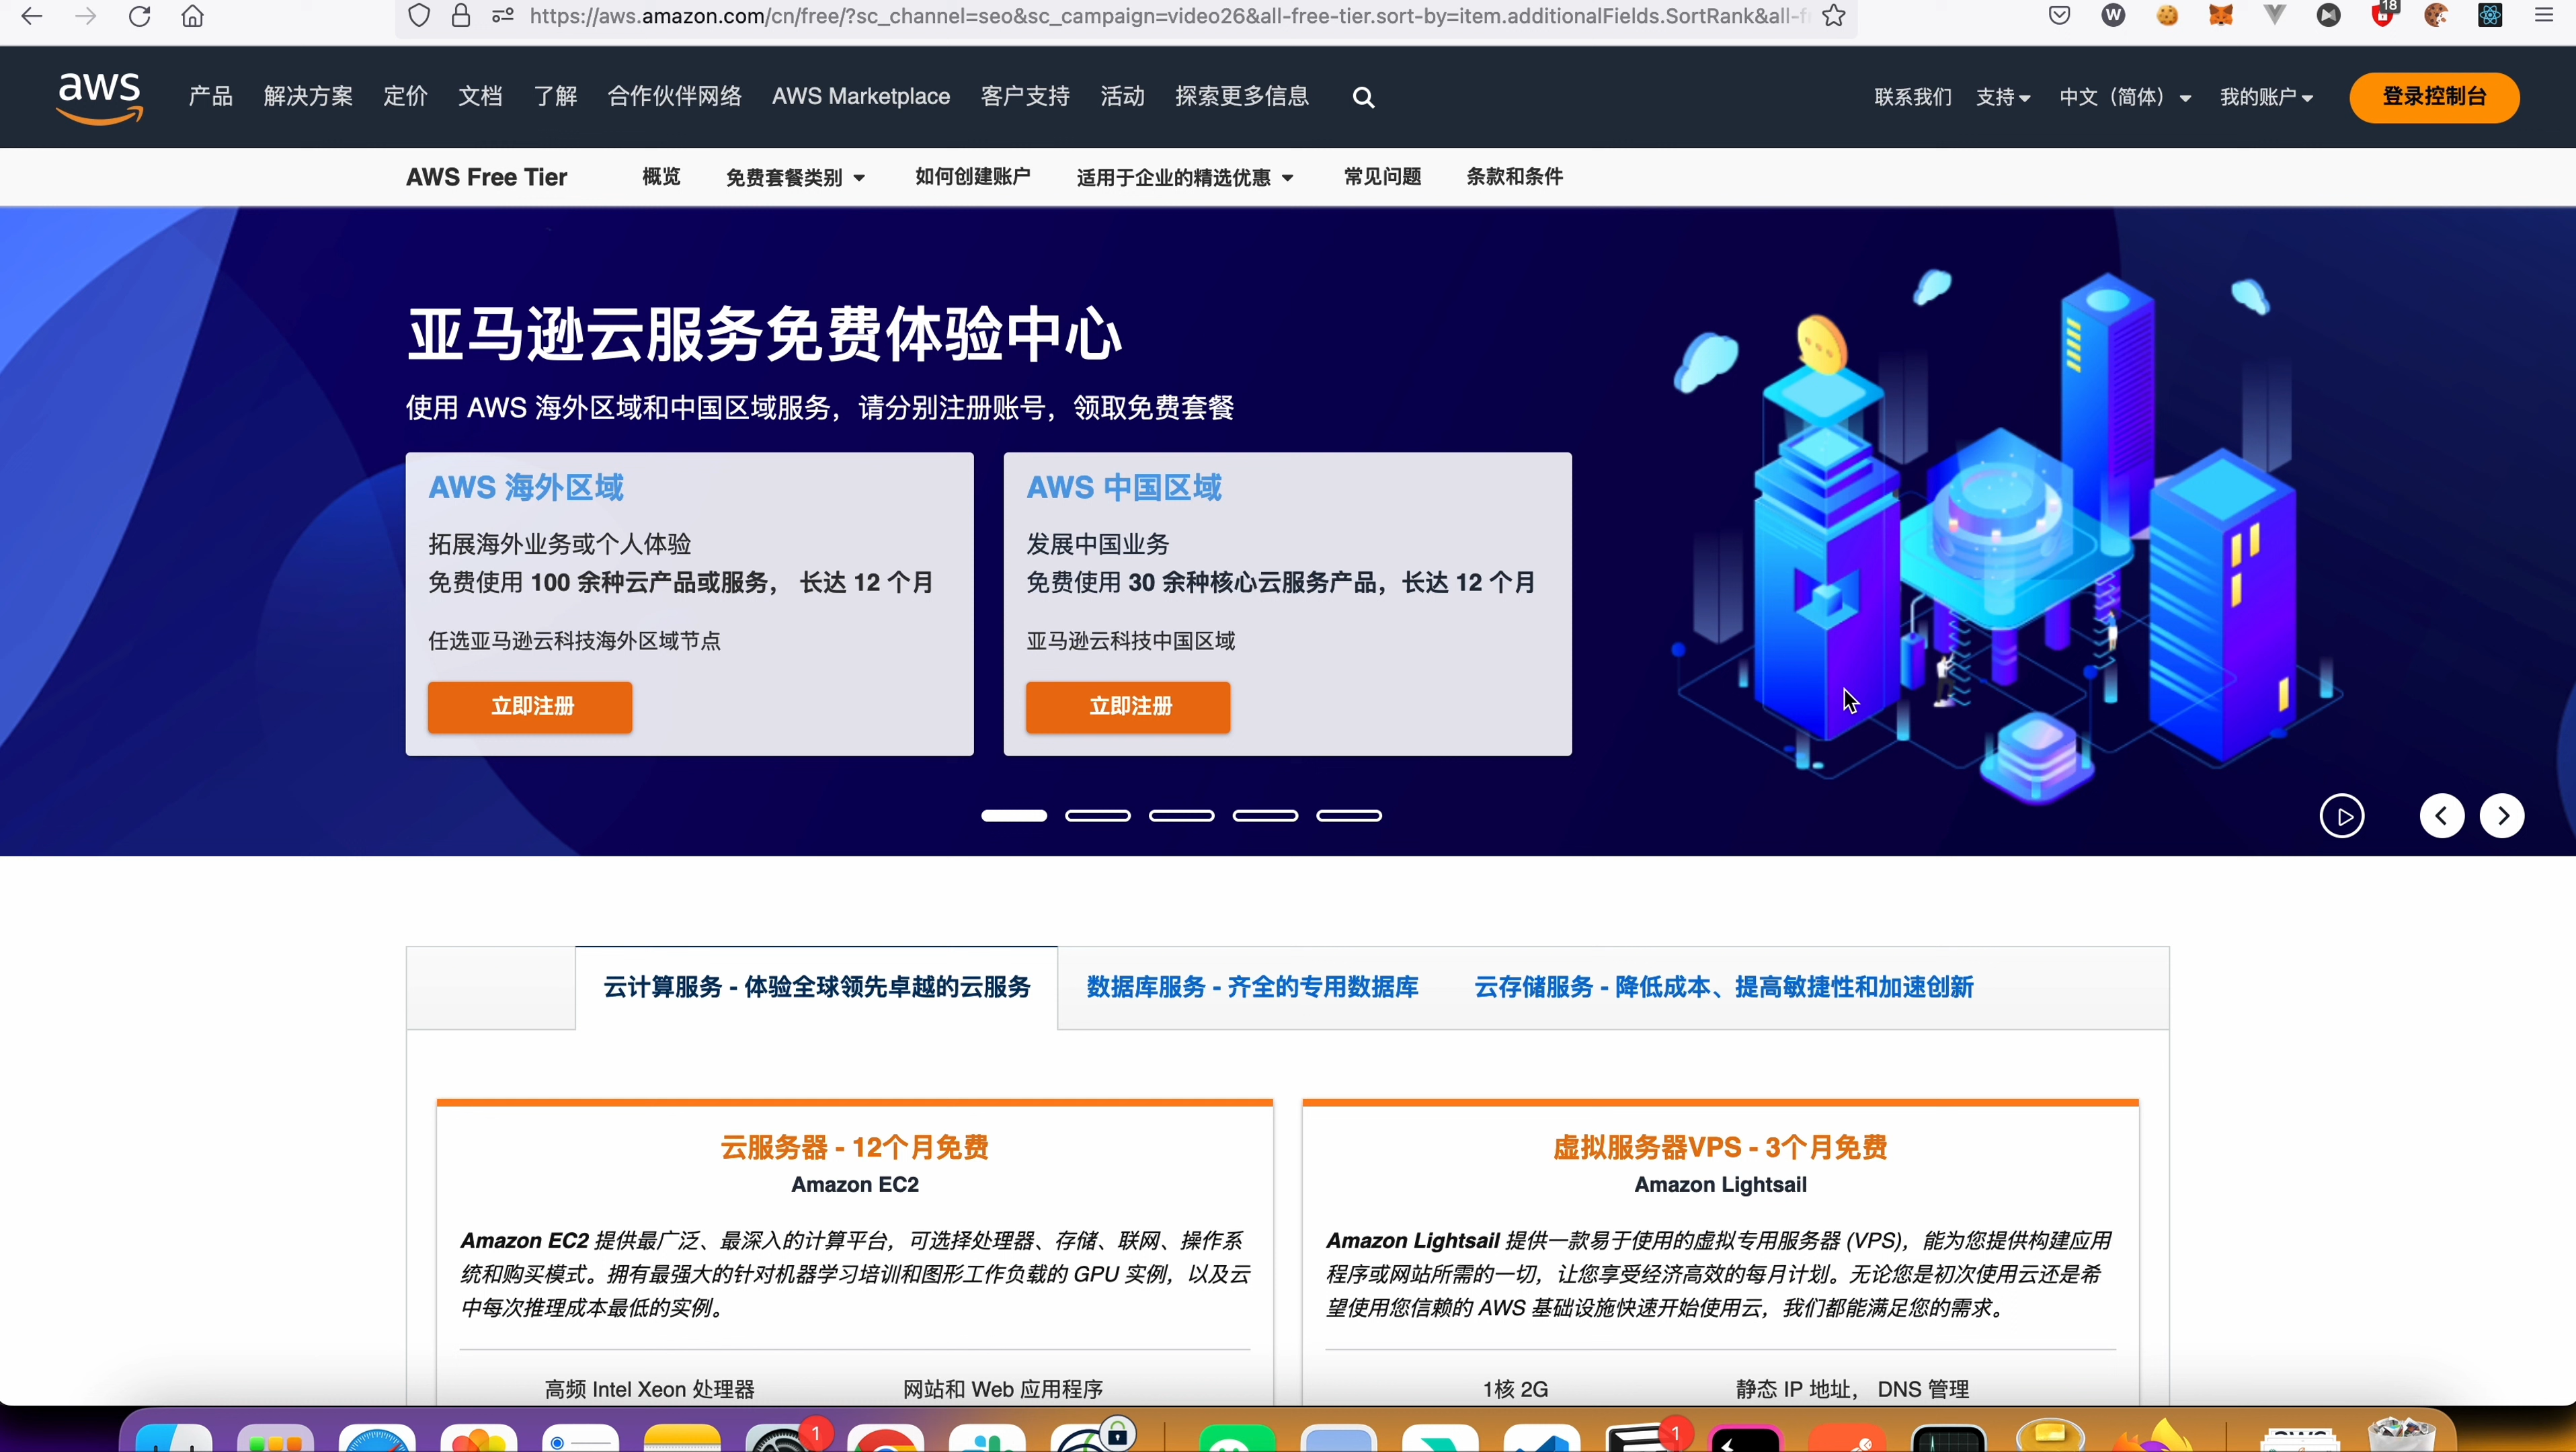 https://aws.amazon.com/cn/free/?sc_channel=seo&sc_campaign=video26&all-free-tier.sort-by=item.additionalFields.SortRank&all-f
18
aws
产品
解决方案
定价
文档
了解
合作伙伴网络
AWS Marketplace
客户支持
活动
探索更多信息
联系我们
支持
中文（简体）
我的账户
登录控制台
AWS Free Tier
概览
免费套餐类别
如何创建账户
适用于企业的精选优惠
常见问题
条款和条件
亚马逊云服务免费体验中心
使用 AWS 海外区域和中国区域服务，请分别注册账号，领取免费套餐
AWS 海外区域
拓展海外业务或个人体验
免费使用 100 余种云产品或服务， 长达 12 个月
任选亚马逊云科技海外区域节点
立即注册
AWS 中国区域
发展中国业务
免费使用 30 余种核心云服务产品，长达 12 个月
亚马逊云科技中国区域
立即注册
云计算服务 - 体验全球领先卓越的云服务
数据库服务 - 齐全的专用数据库
云存储服务 - 降低成本、提高敏捷性和加速创新
云服务器 - 12个月免费
Amazon EC2
Amazon EC2 提供最广泛、最深入的计算平台，可选择处理器、存储、联网、操作系
统和购买模式。拥有最强大的针对机器学习培训和图形工作负载的 GPU 实例，以及云
中每次推理成本最低的实例。
高频 Intel Xeon 处理器
网站和 Web 应用程序
虚拟服务器VPS - 3个月免费
Amazon Lightsail
Amazon Lightsail 提供一款易于使用的虚拟专用服务器 (VPS)，能为您提供构建应用
程序或网站所需的一切，让您享受经济高效的每月计划。无论您是初次使用云还是希
望使用您信赖的 AWS 基础设施快速开始使用云，我们都能满足您的需求。
1核 2G
静态 IP 地址， DNS 管理
1
1